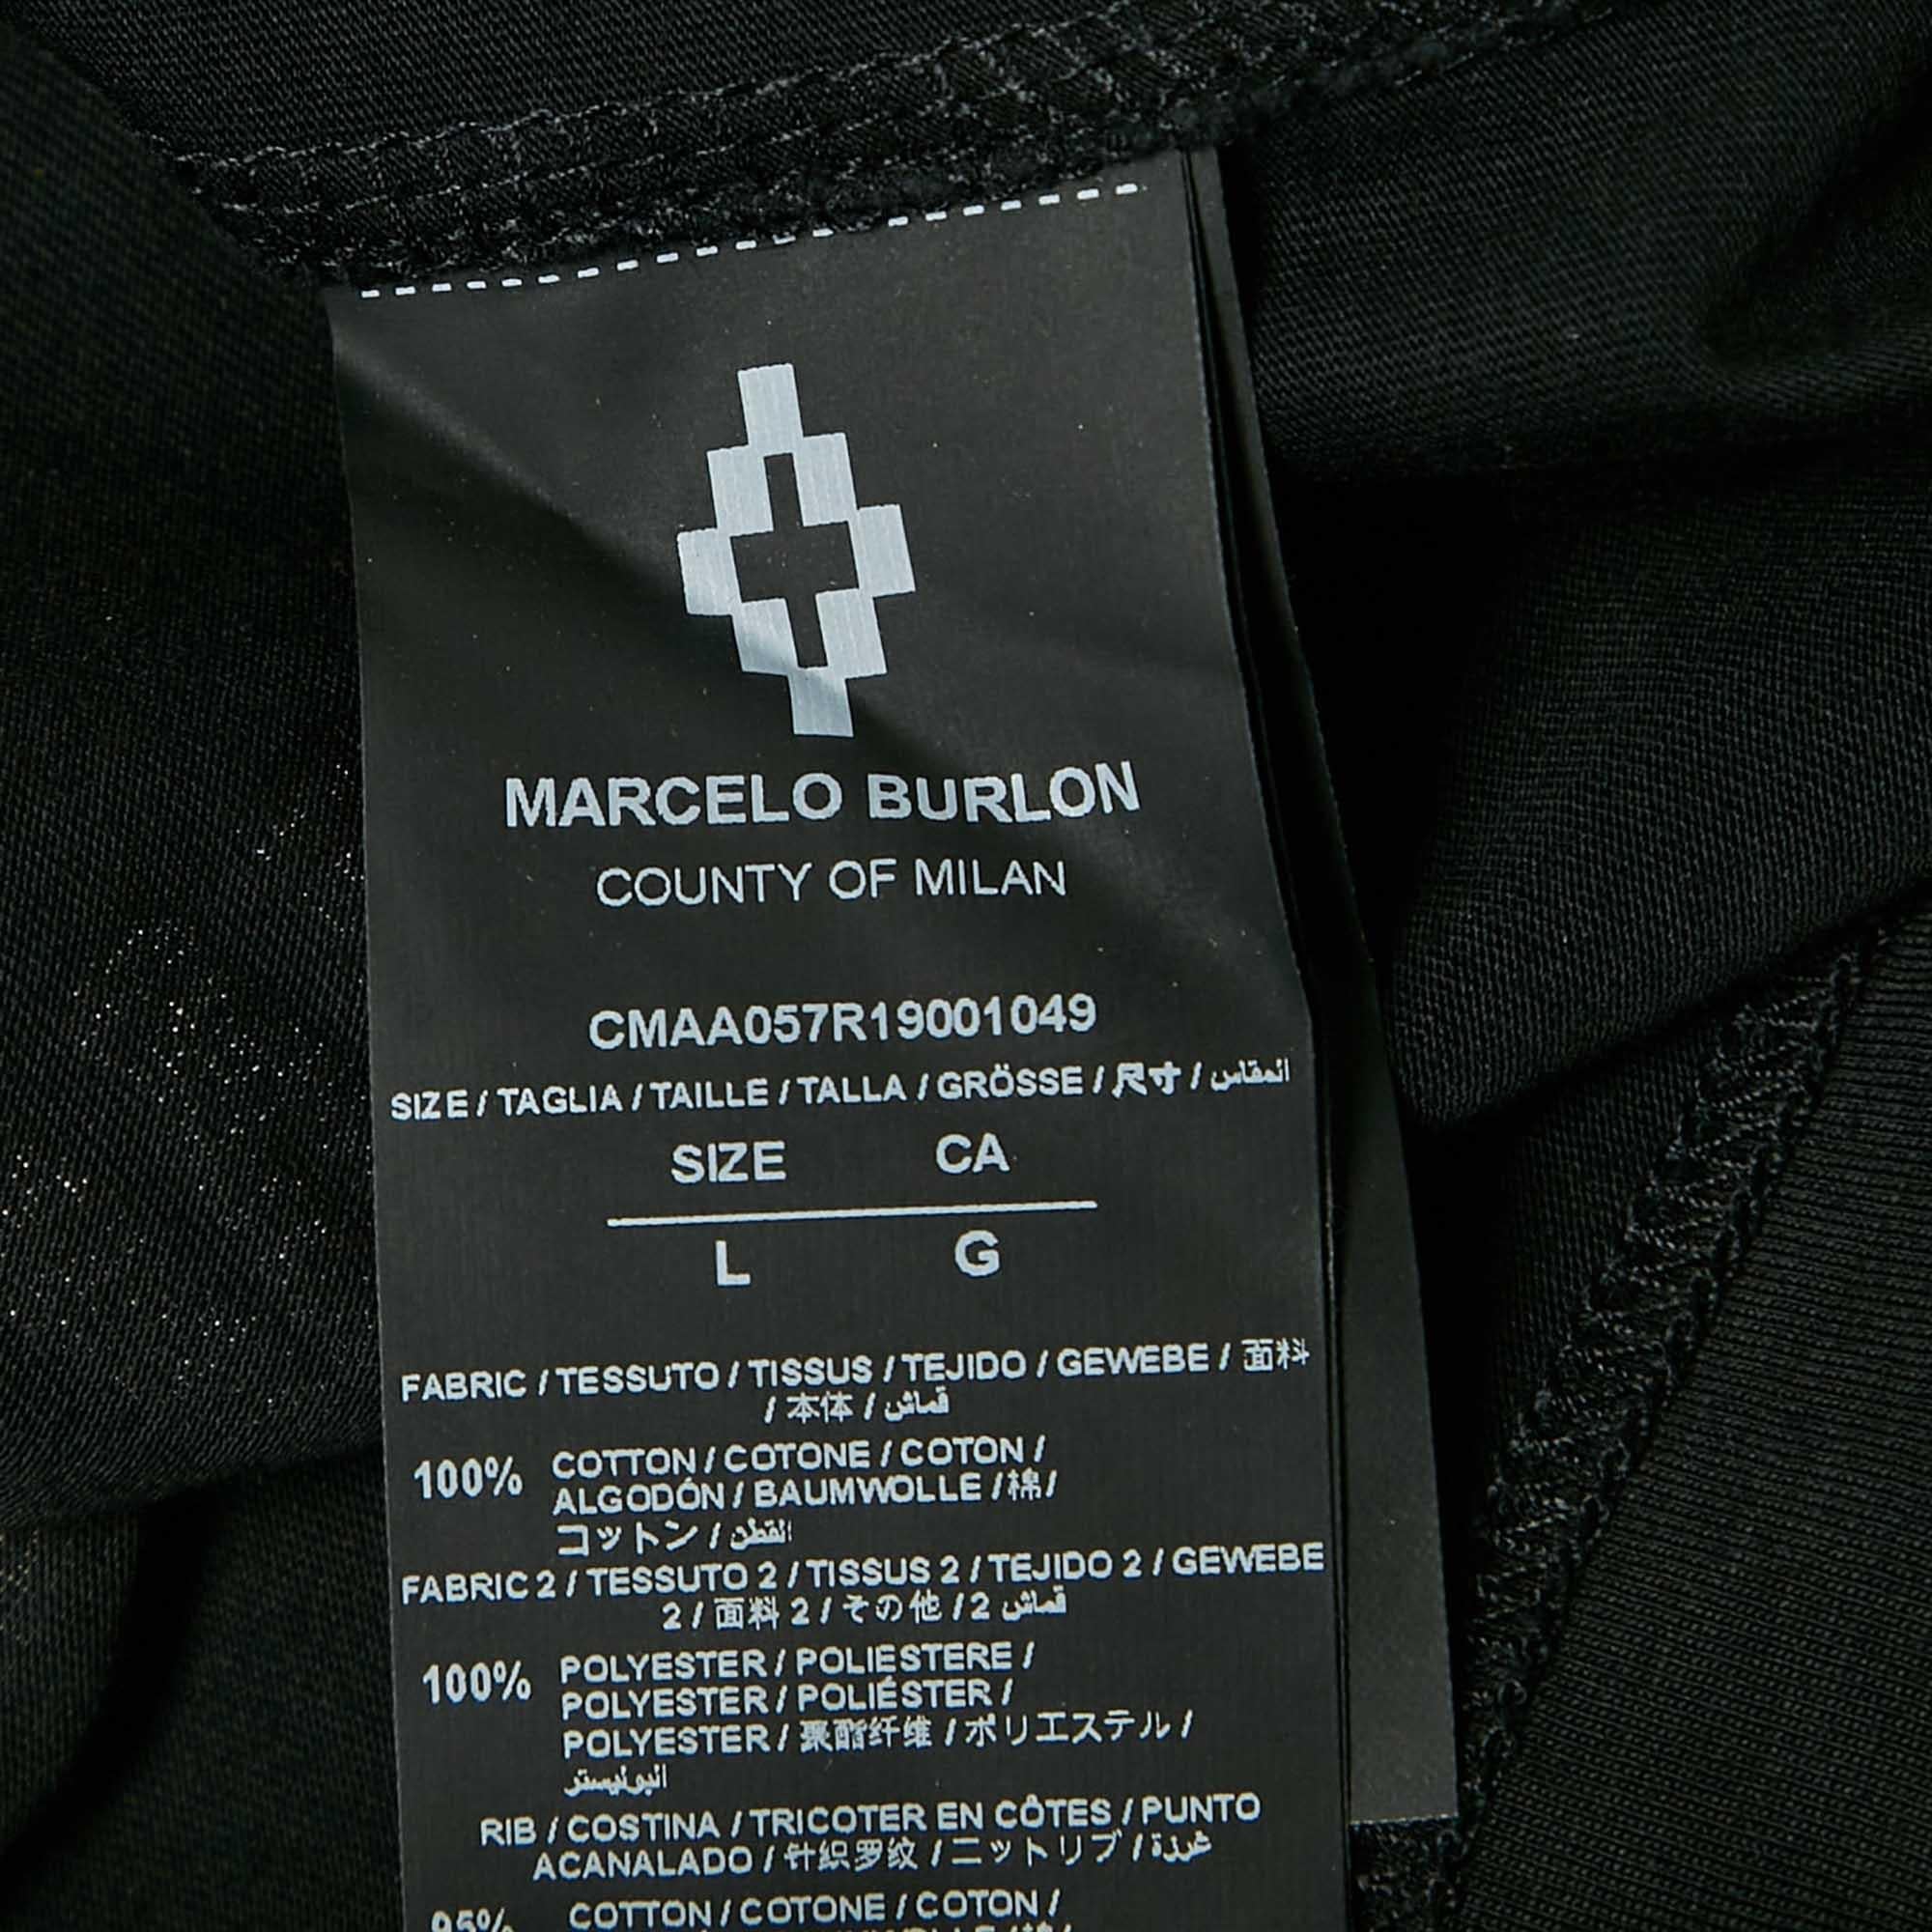 MARCELO BURLON
COUNTY OF MILAN
CMAA057R19001049
SIZE / TAGLIA / TAILLE / TALLA / GRÖSSE / 尺寸 / المقاس
SIZE CA
L G
FABRIC / TESSUTO / TISSUS / TEJIDO / GEWEBE / 面料
/ 本体 / قماش
100% COTTON / COTONE / COTON /
ALGODÓN / BAUMWOLLE / 棉 /
コットン / القطن
FABRIC 2 / TESSUTO 2 / TISSUS 2 / TEJIDO 2 / GEWEBE
2 / 面料 2 / その他 / 2 قماش
100% POLYESTER / POLIESTERE /
POLYESTER / POLIÉSTER /
POLYESTER / 聚酯纤维 / ポリエステル /
البوليستر
RIB / COSTINA / TRICOTER EN CÔTES / PUNTO
ACANALADO / 针织罗纹 / ニットリブ / غرزة
95% COTTON / COTONE / COTON /